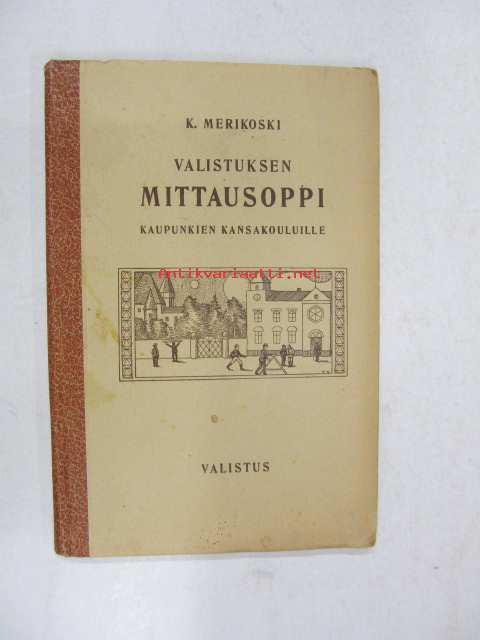 K. MERIKOSKI
VALISTUKSEN
MITTAUSOPPI
KAUPUNKIEN KANSAKOULUILLE
Antikvariaatti.net
VALISTUS